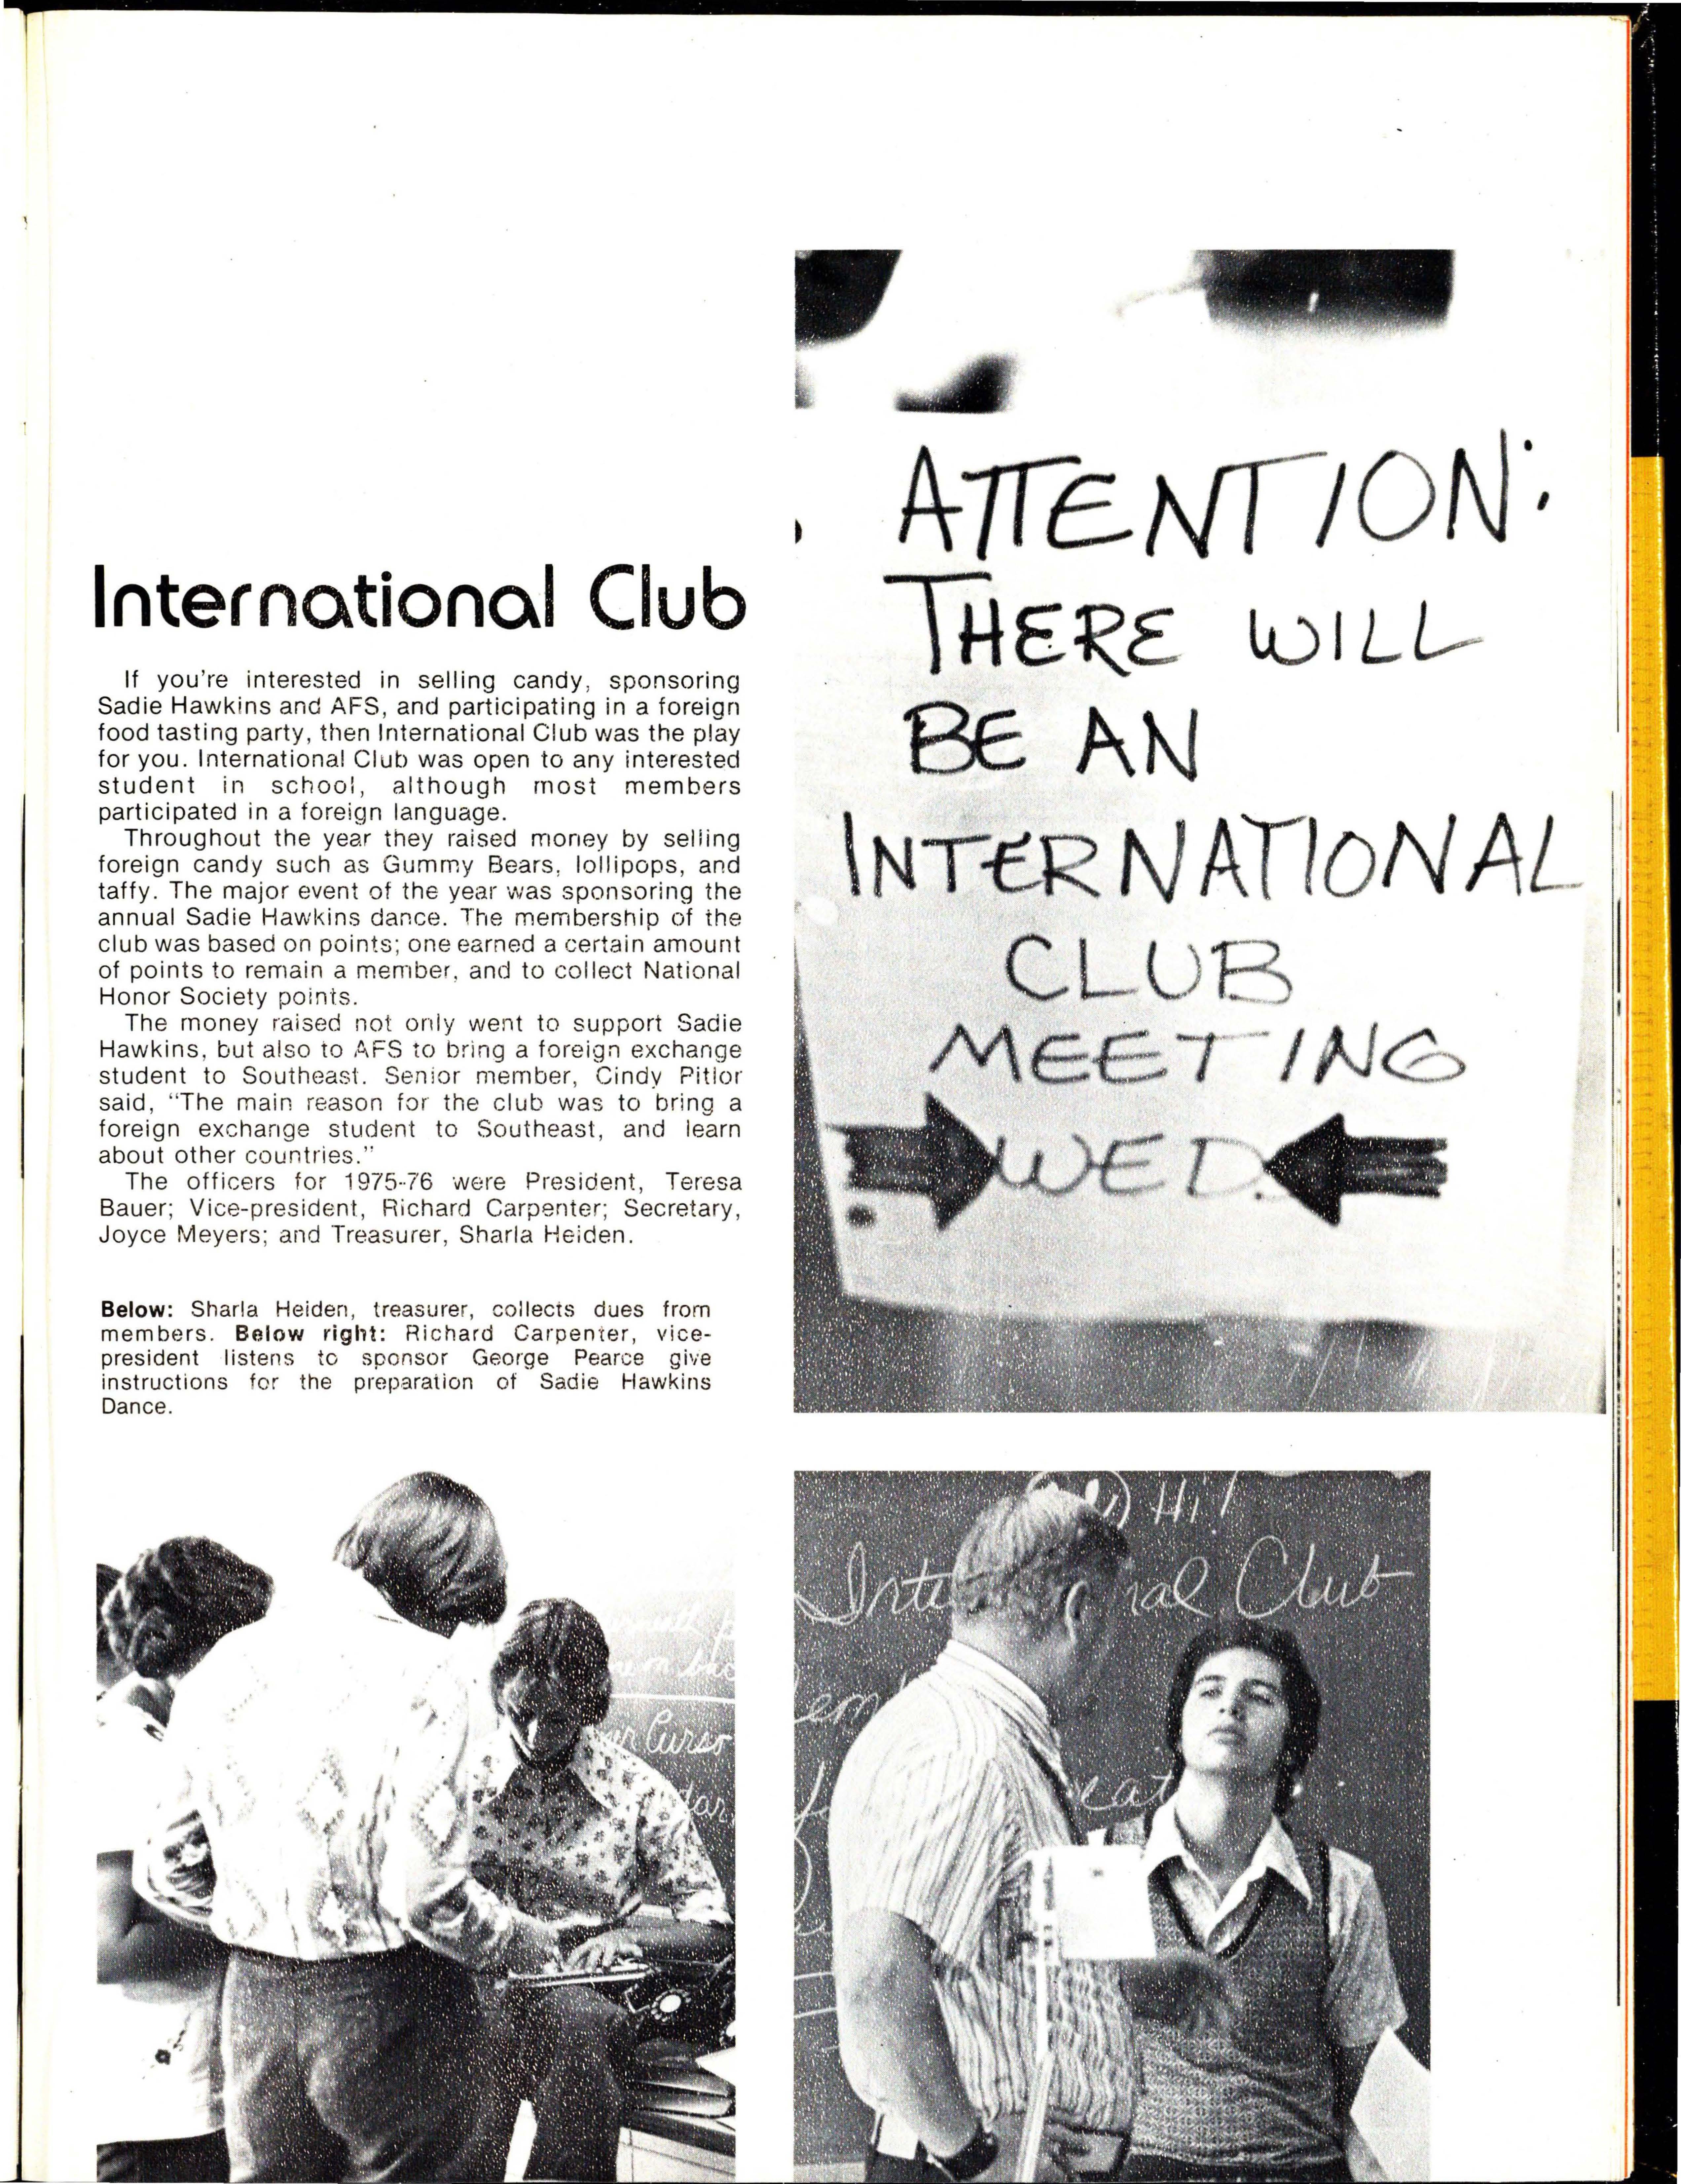 International Club
If you're interested in selling candy, sponsoring
Sadie Hawkins and AFS, and participating in a foreign
food tasting party, then International Club was the play
for you. International Club was open to any interested
student in school, although most members
participated in a foreign language.
Throughout the year they raised money by selling
foreign candy such as Gummy Bears, lollipops, and
taffy. The major event of the year was sponsoring the
annual Sadie Hawkins dance. The membership of the
club was based on points; one earned a certain amount
of points to remain a member, and to collect National
Honor Society points.
The money raised not only went to support Sadie
Hawkins, but also to AFS to bring a foreign exchange
student to Southeast. Senior member, Cindy Pitlor
said, “The main reason for the club was to bring a
foreign exchange student to Southeast, and learn
about other countries.”
The officers for 1975-76 were President, Teresa
Bauer; Vice-president, Richard Carpenter; Secretary,
Joyce Meyers; and Treasurer, Sharla Heiden.
Below: Sharla Heiden, treasurer, collects dues from
members. Below right: Richard Carpenter, vice-
president listens to sponsor George Pearce give
instructions for the preparation of Sadie Hawkins
Dance.
ATTENTION:
THERE WILL
BE AN
INTERNATIONAL
CLUB
MEETING
WED.
Hi!
Inte nal Club